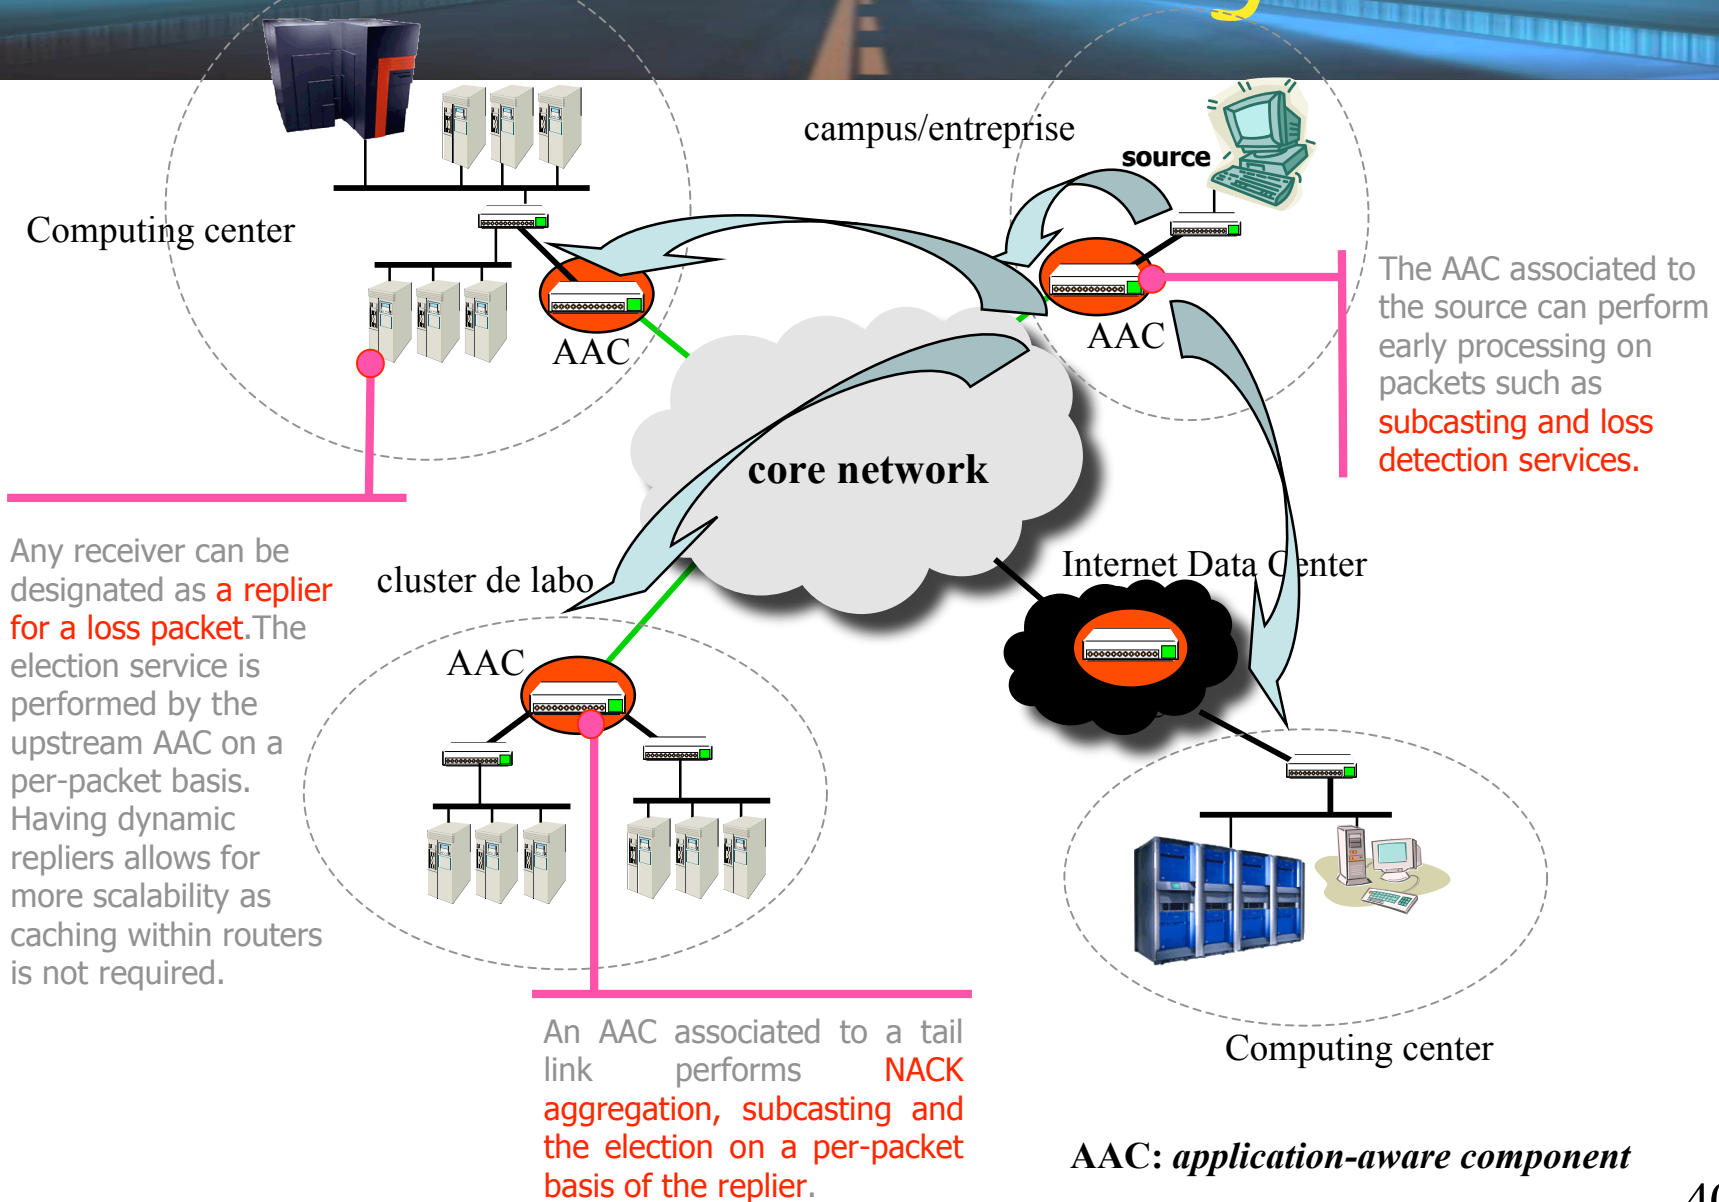 campus/entreprise
source
Computing center
AAC
AAC
The AAC associated to
the source can perform
early processing on
packets such as
subcasting and loss
detection services.
core network
Any receiver can be
designated as a replier
for a loss packet.The
election service is
performed by the
upstream AAC on a
per-packet basis.
Having dynamic
repliers allows for
more scalability as
caching within routers
is not required.
cluster de labo
Internet Data Center
AAC
An AAC associated to a tail
link performs NACK
aggregation, subcasting and
the election on a per-packet
basis of the replier.
Computing center
AAC: application-aware component